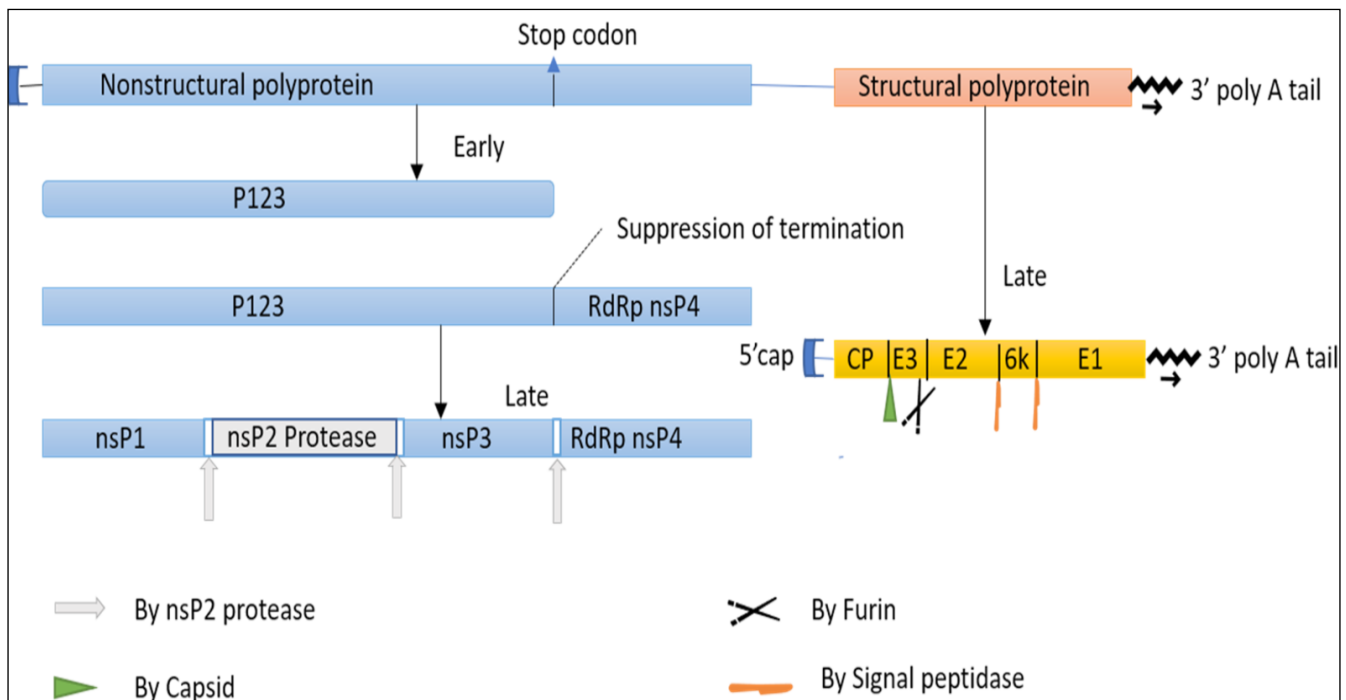 Stop codon
Nonstructural polyprotein
Structural polyprotein
3’ poly A tail
Early
P123
Suppression of termination
P123
RdRp nsP4
Late
5’cap
CP
E3
E2
6k
E1
3’ poly A tail
Late
nsP1
nsP2 Protease
nsP3
RdRp nsP4
By nsP2 protease
By Furin
By Capsid
By Signal peptidase